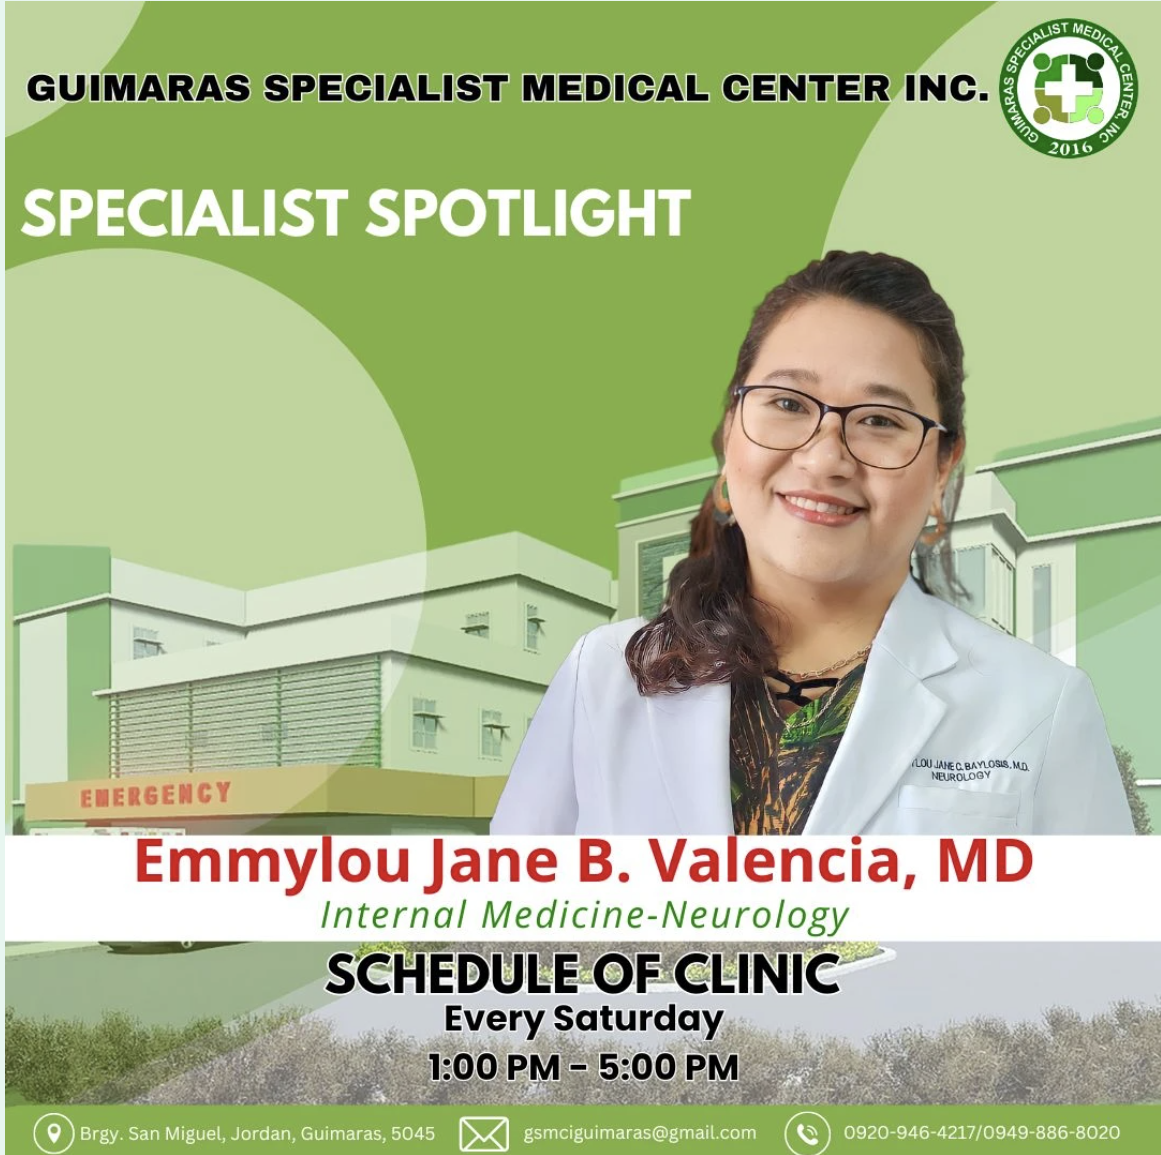 GUIMARAS SPECIALIST MEDICAL CENTER INC.
GUIMARAS SPECIALIST MEDICAL CENTER, INC
2016
SPECIALIST SPOTLIGHT
EMERGENCY
LOU JANE C. BAYLOSIS, M.D.
NEUROLOGY
Emmylou Jane B. Valencia, MD
Internal Medicine-Neurology
SCHEDULE OF CLINIC
Every Saturday
1:00 PM - 5:00 PM
Brgy. San Miguel, Jordan, Guimaras, 5045 gsmciguimaras@gmail.com 0920-946-4217/0949-886-8020